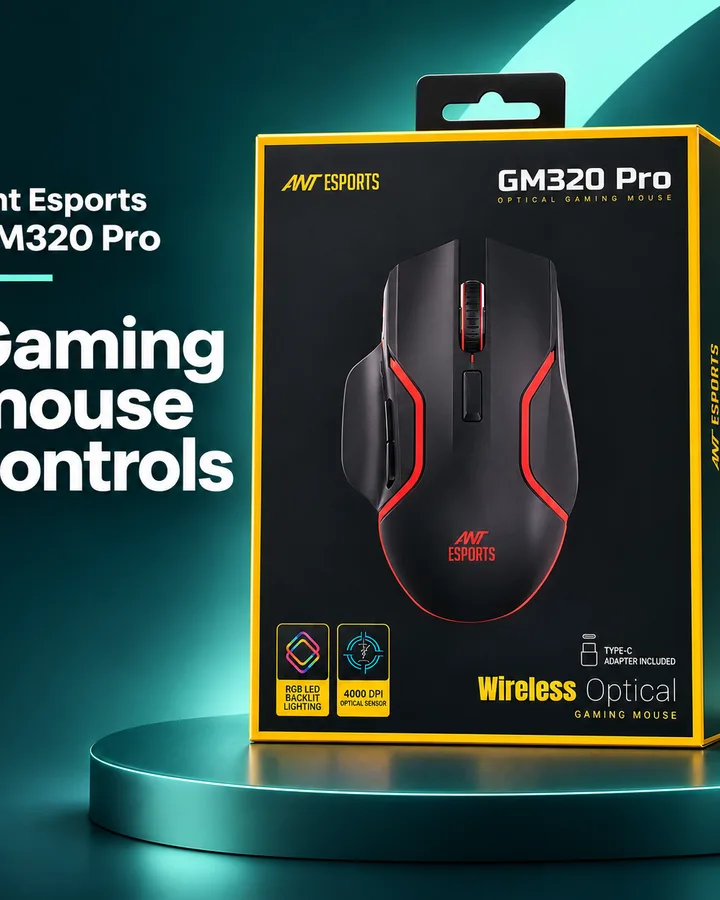 nt Esports
M320 Pro
Gaming
mouse
ontrols
ANT ESPORTS
GM320 Pro
OPTICAL GAMING MOUSE
ANT
ESPORTS
RGB LED
BACKLIT
LIGHTING
4000 DPI
OPTICAL SENSOR
TYPE-C
ADAPTER INCLUDED
Wireless Optical
GAMING MOUSE
ANT ESPORTS